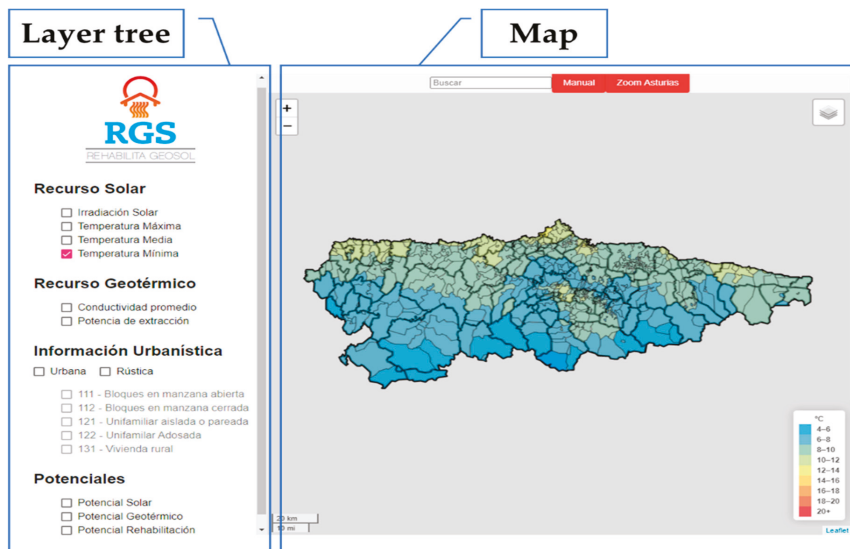 Layer tree
Map
RGS
REHABILITA GEOSOL
Recurso Solar
Irradiación Solar
Temperatura Máxima
Temperatura Media
Temperatura Mínima
Recurso Geotérmico
Conductividad promedio
Potencia de extracción
Información Urbanística
Urbana Rústica
111 - Bloques en manzana abierta
112 - Bloques en manzana cerrada
121 - Unifamiliar aislada o pareada
122 - Unifamilar Adosada
131 - Vivienda rural
Potenciales
Potencial Solar
Potencial Geotérmico
Potencial Rehabilitación
Buscar Manual Zoom Asturias
+
−
°C
4–6
6–8
8–10
10–12
12–14
14–16
16–18
18–20
20+
20 km
10 mi
Leaflet